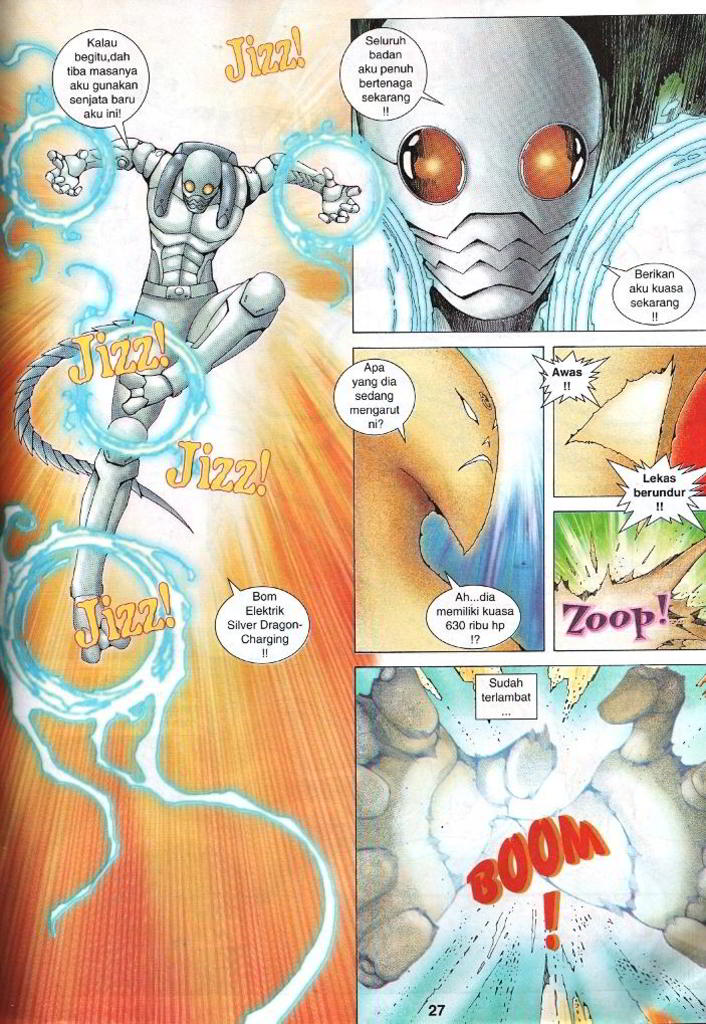 Kalau
begitu,dah
tiba masanya
aku gunakan
senjata baru
aku ini!
Jizz!
Jizz!
Jizz!
Jizz!
Bom
Elektrik
Silver Dragon-
Charging
!!
Seluruh
badan
aku penuh
bertenaga
sekarang
!!
Berikan
aku kuasa
sekarang
!!
Apa
yang dia
sedang
mengarut
ni?
Ah...dia
memiliki kuasa
630 ribu hp
!?
Awas
!!
Lekas
berundur
!!
Zoop!
Sudah
terlambat
...
BOOM
!
27